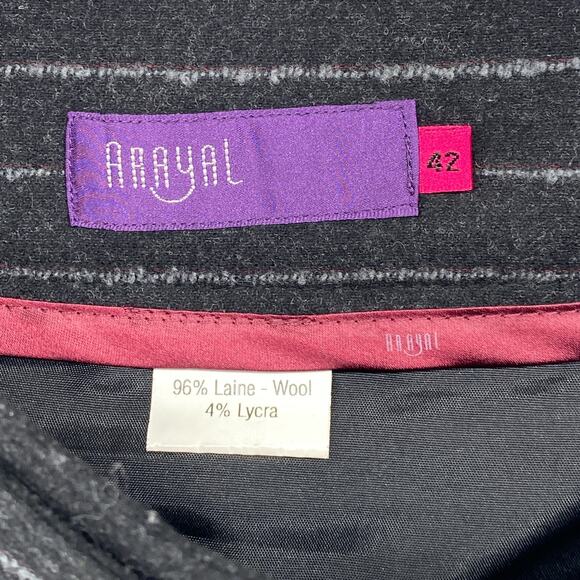 ARAYAL
42
ARAYAL
96% Laine - Wool
4% Lycra